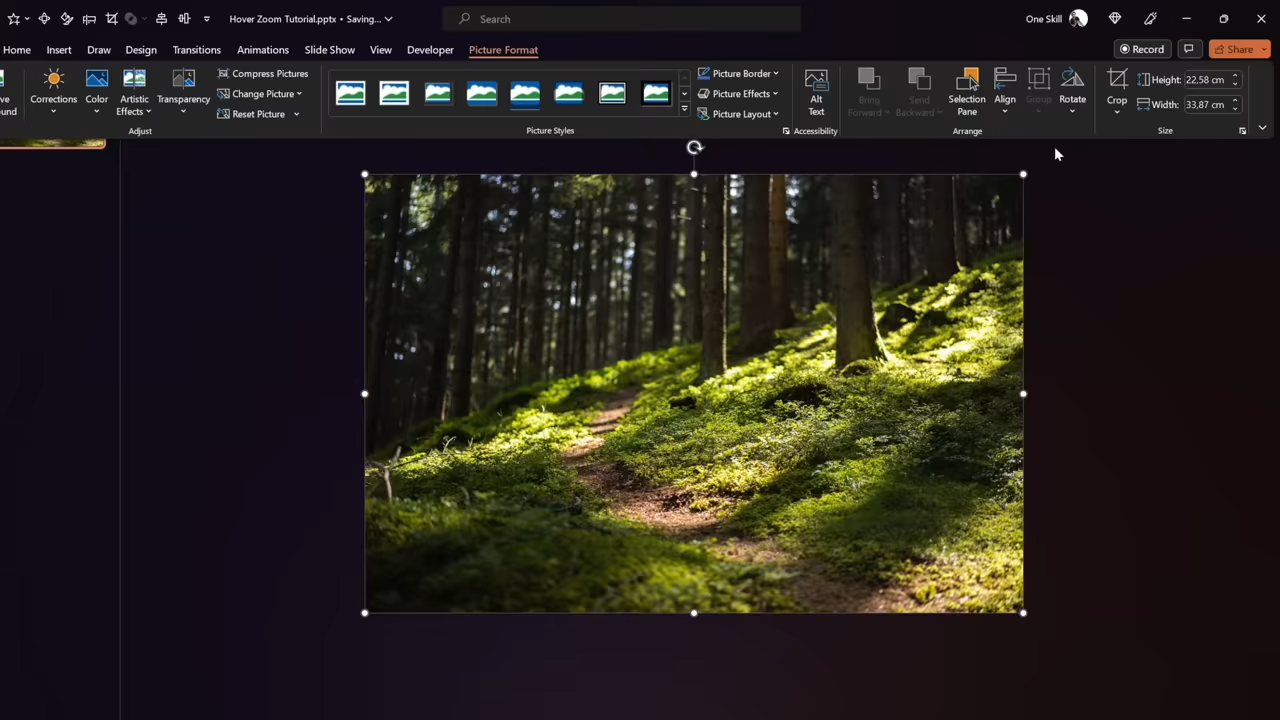 Hover Zoom Tutorial.pptx • Saving...
Search
One Skill
Home Insert Draw Design Transitions Animations Slide Show View Developer Picture Format
Record
Share
Corrections
Color
Artistic
Effects
Transparency
Compress Pictures
Change Picture
Reset Picture
Adjust
Picture Styles
Picture Border
Picture Effects
Picture Layout
Alt
Text
Accessibility
Bring
Forward
Send
Backward
Selection
Pane
Align
Group
Rotate
Arrange
Crop
Height: 22,58 cm
Width: 33,87 cm
Size